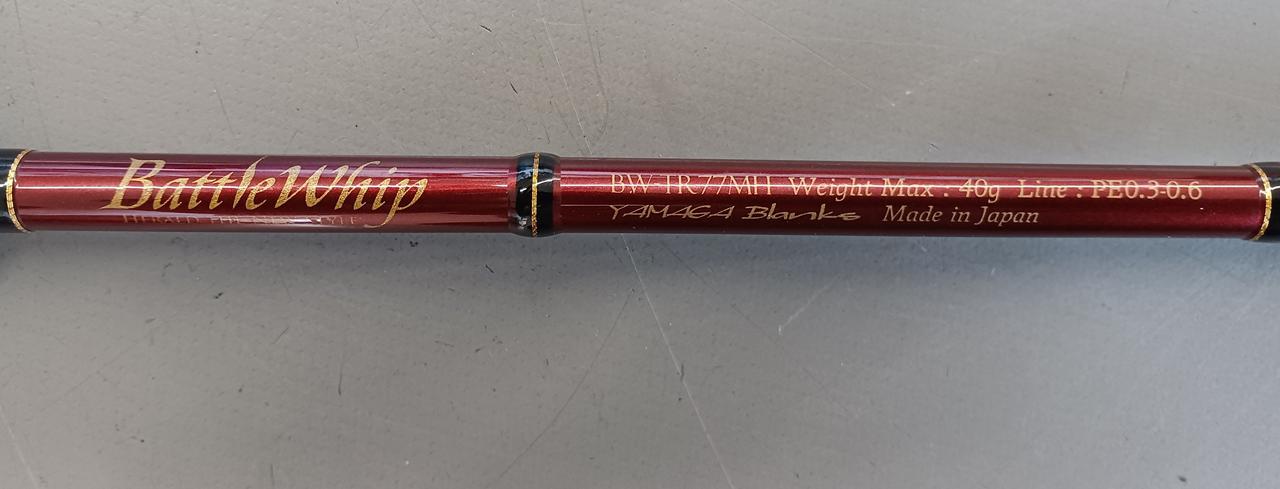 BattleWhip
BW-TR77MH Weight Max : 40g Line : PE0.3-0.6
YAMAGA Blanks Made in Japan